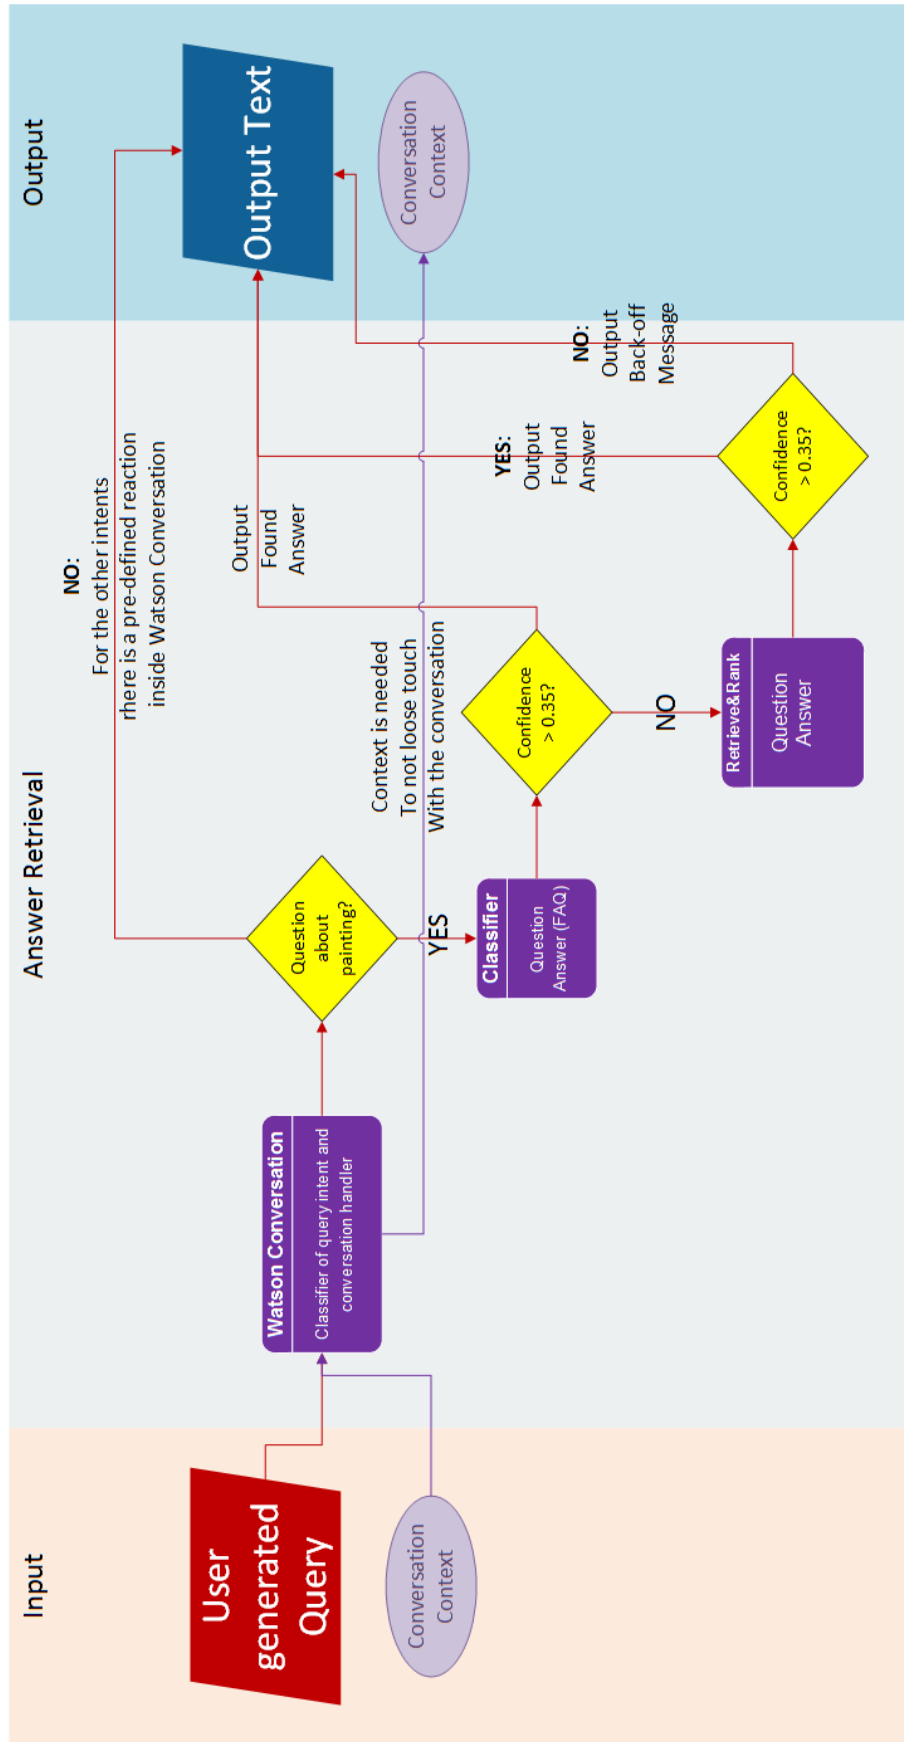 Input
Answer Retrieval
Output
User
generated
Query
Conversation
Context
Watson Conversation
Classifier of query intent and
conversation handler
Question
about
painting?
NO:
For the other intents
rhere is a pre-defined reaction
inside Watson Conversation
YES
Classifier
Question
Answer (FAQ)
Context is needed
To not loose touch
With the conversation
Confidence
> 0.35?
Output
Found
Answer
NO
Retrieve&Rank
Question
Answer
Confidence
> 0.35?
YES:
Output
Found
Answer
NO:
Output
Back-off
Message
Output Text
Conversation
Context